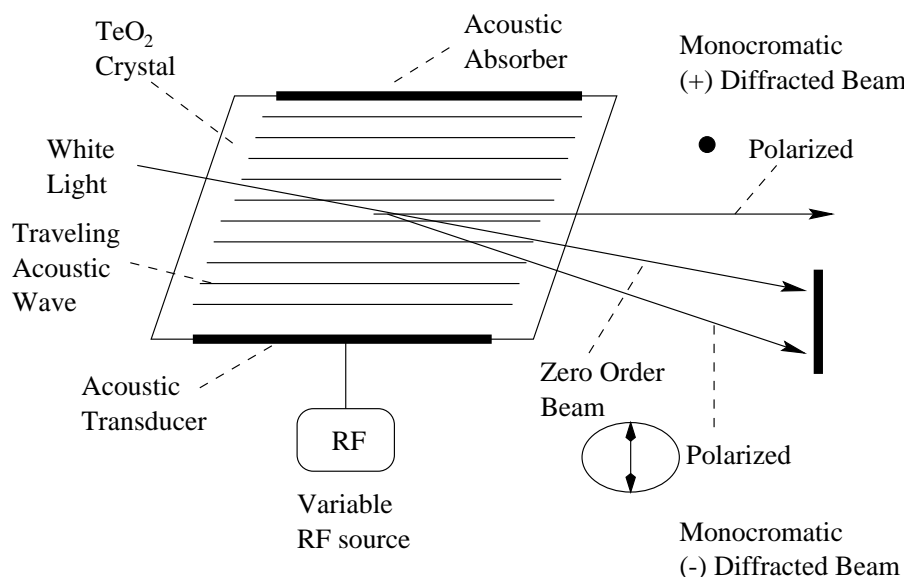 TeO2
Crystal
Acoustic
Absorber
Monocromatic
(+) Diffracted Beam
White
Light
Polarized
Traveling
Acoustic
Wave
Acoustic
Transducer
Zero Order
Beam
RF
Polarized
Variable
RF source
Monocromatic
(-) Diffracted Beam